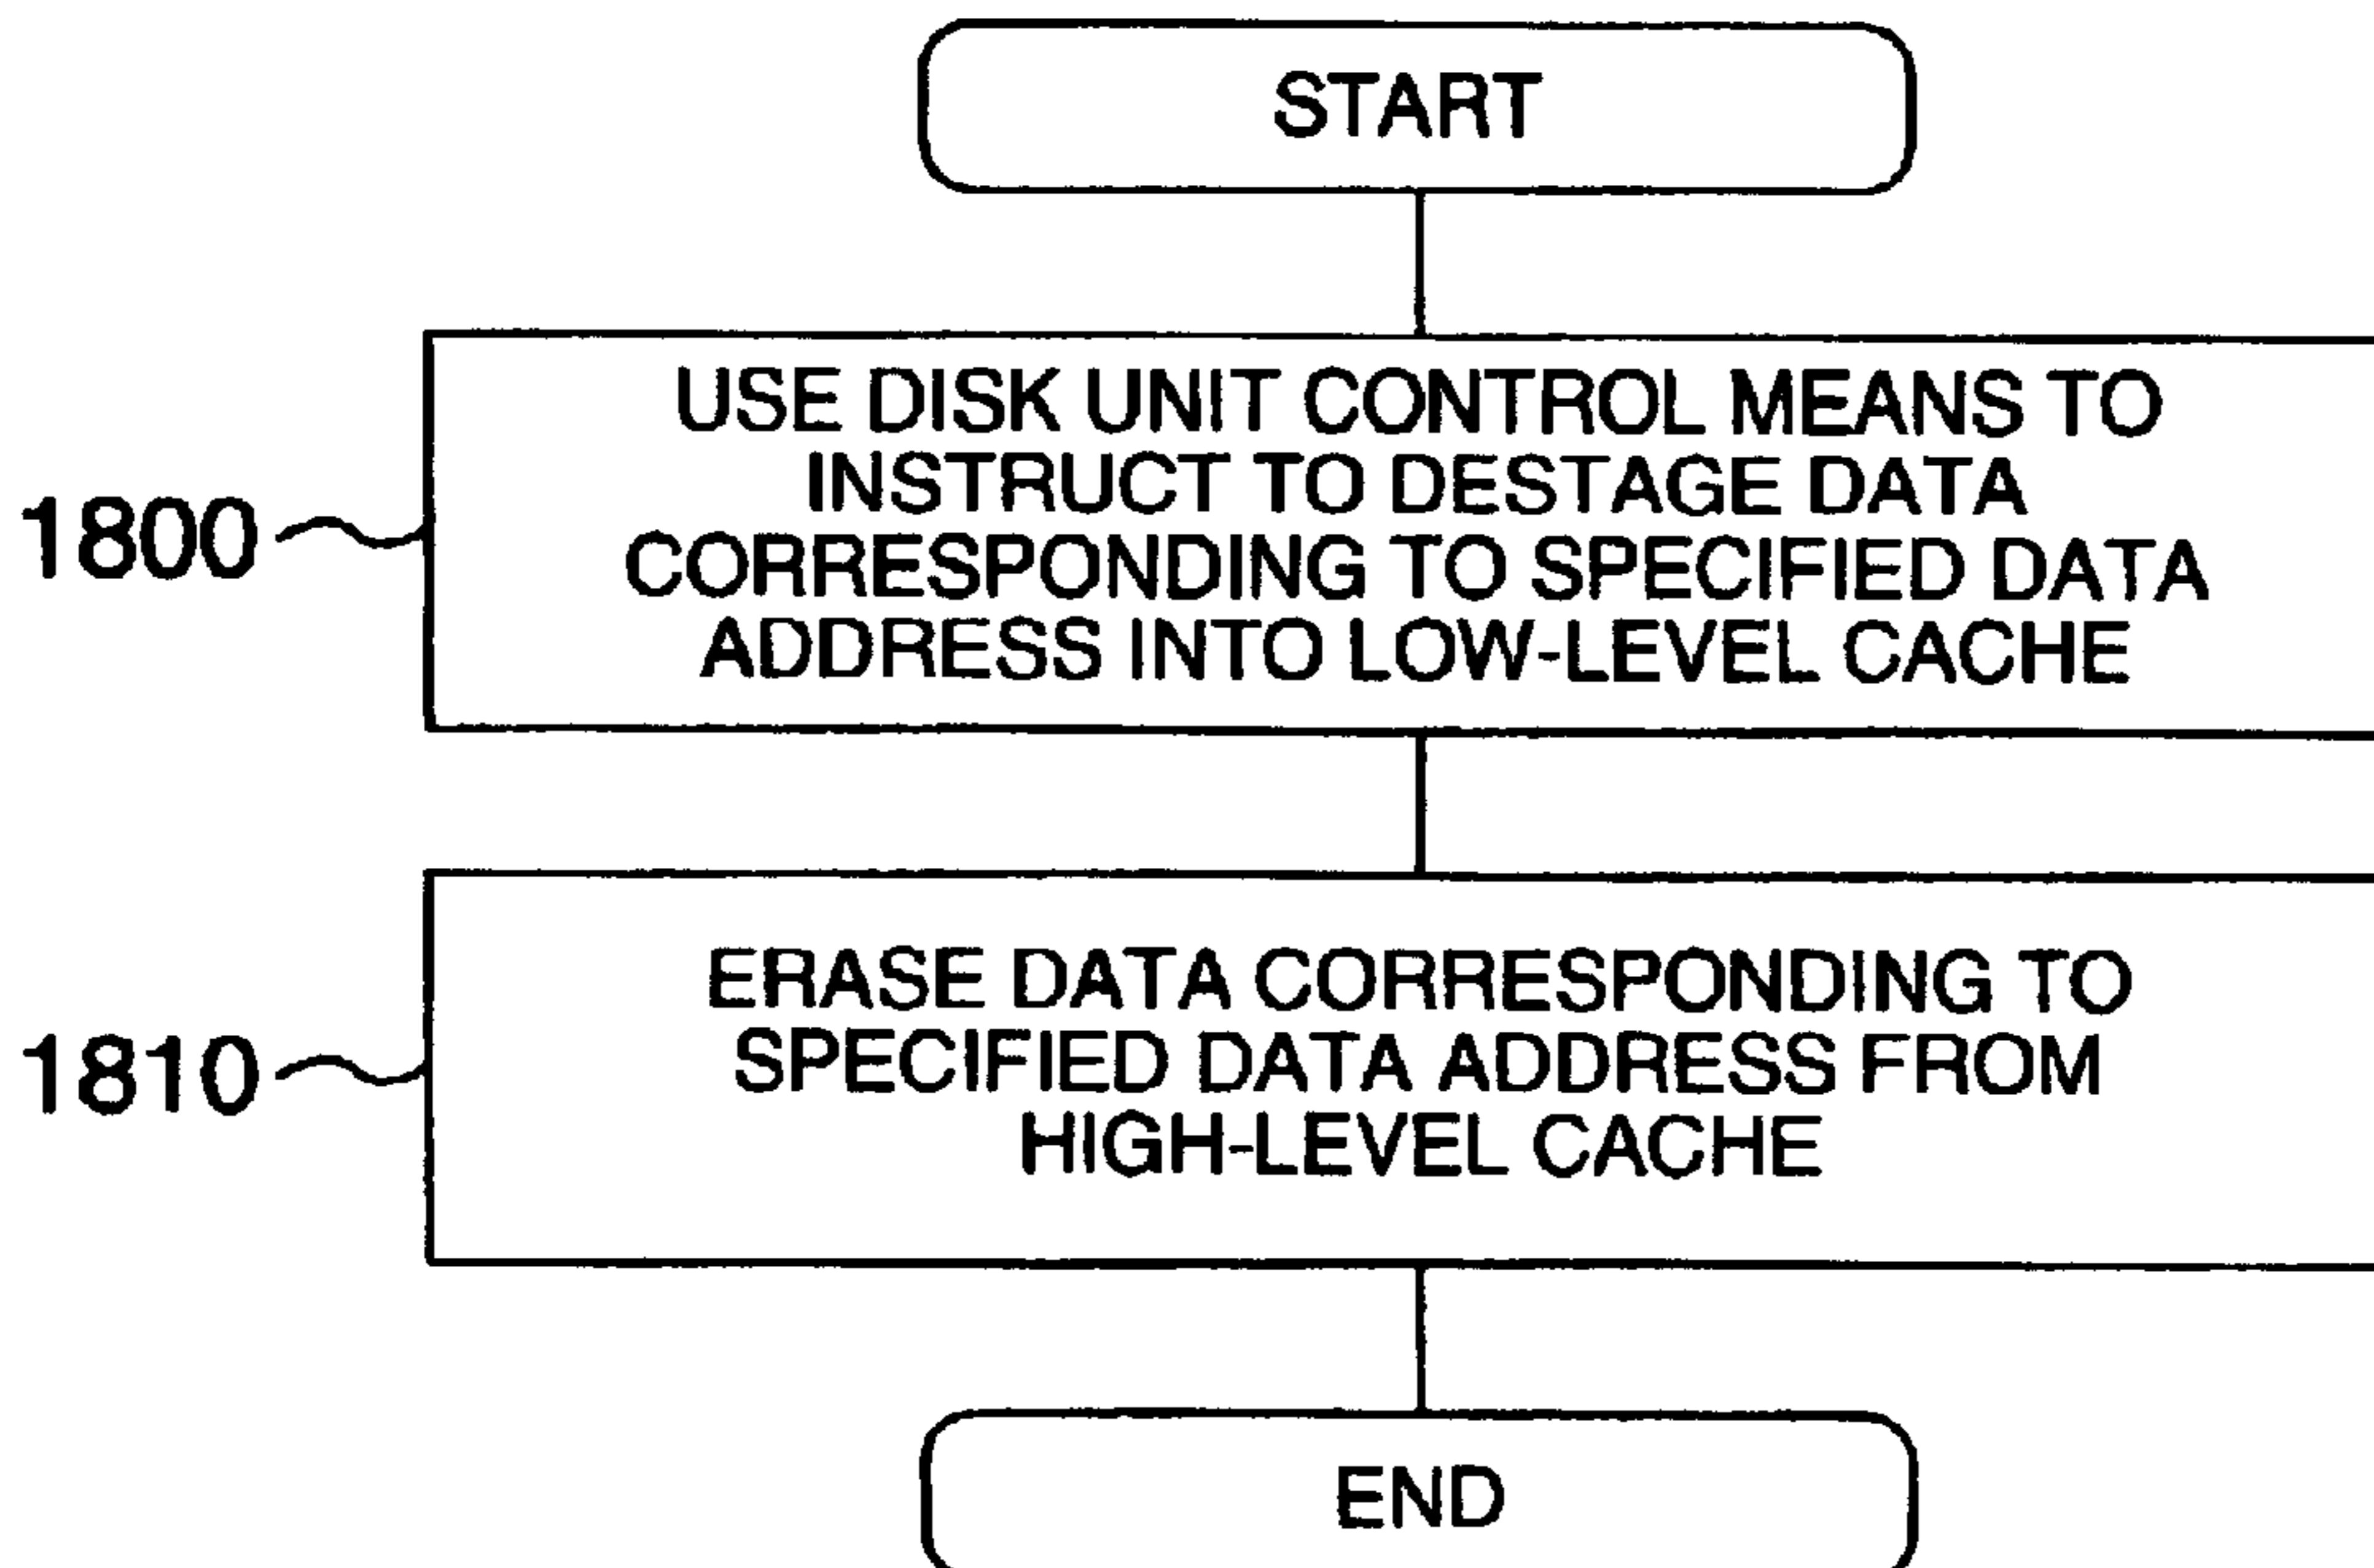 START
USE DISK UNIT CONTROL MEANS TO
INSTRUCT TO DESTAGE DATA
CORRESPONDING TO SPECIFIED DATA
ADDRESS INTO LOW-LEVEL CACHE
1800
ERASE DATA CORRESPONDING TO
SPECIFIED DATA ADDRESS FROM
HIGH-LEVEL CACHE
1810
END